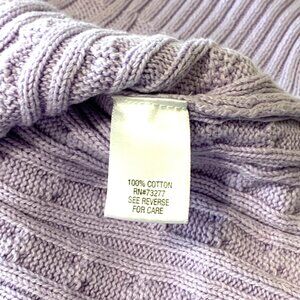 100% COTTON
RN#73277
SEE REVERSE
FOR CARE